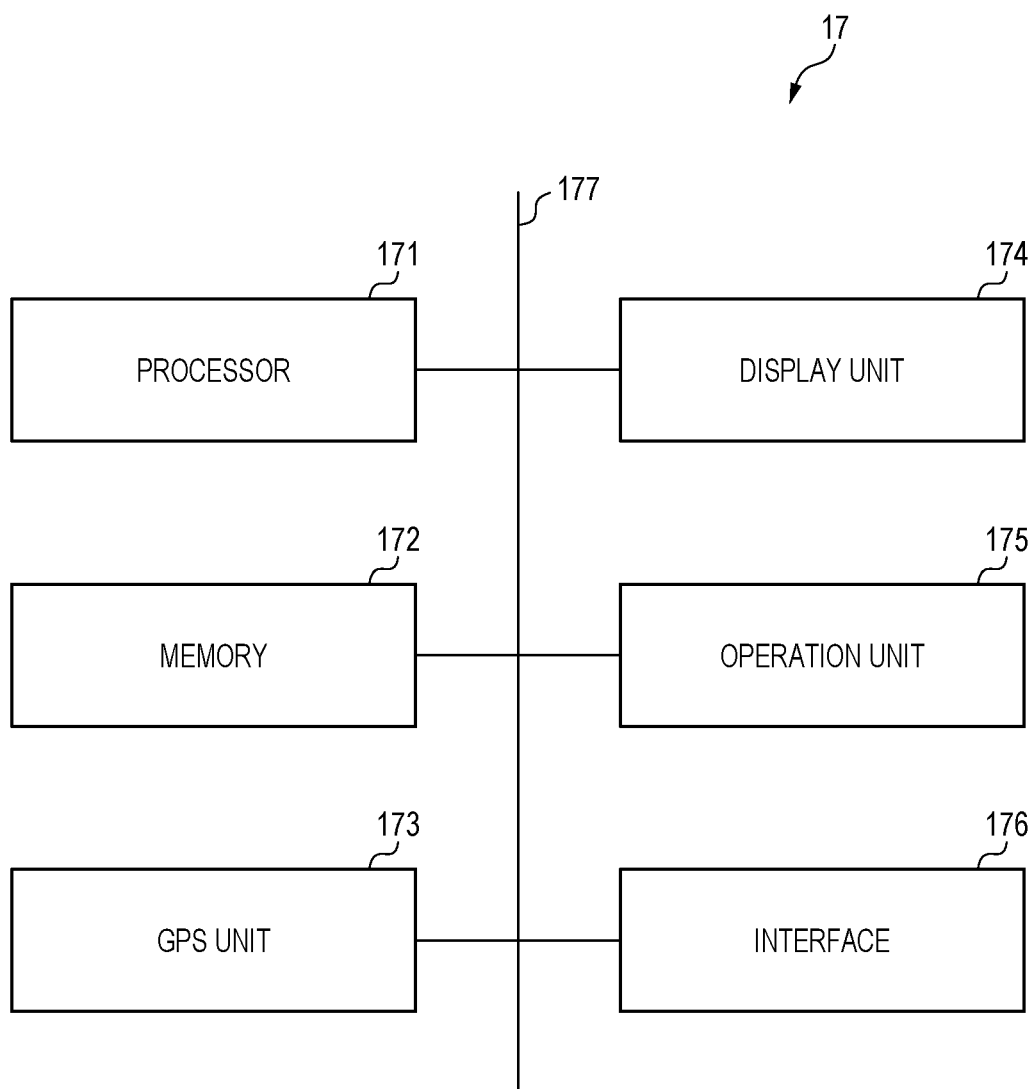 17
177
171
174
PROCESSOR
DISPLAY UNIT
172
175
MEMORY
OPERATION UNIT
173
176
GPS UNIT
INTERFACE